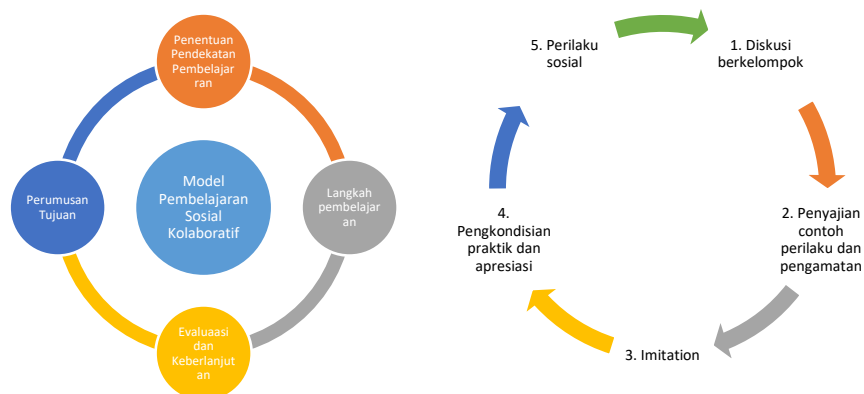 Penentuan
Pendekatan
Pembelajar
ran
Perumusan
Tujuan
Model
Pembelajaran
Sosial
Kolaboratif
Langkah
pembelajar
an
Evaluaasi
dan
Keberlanjut
an
1. Diskusi
berkelompok
2. Penyajian
contoh
perilaku dan
pengamatan
3. Imitation
4.
Pengkondisian
praktik dan
apresiasi
5. Perilaku
sosial